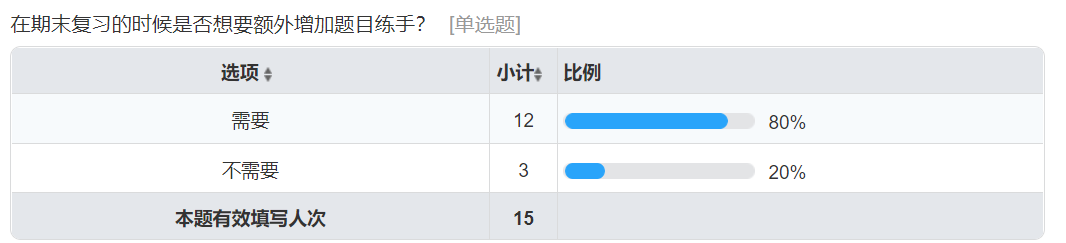 在期末复习的时候是否想要额外增加题目练手? [单选题]
选项 小计 比例
需要 12 80%
不需要 3 20%
本题有效填写人次 15